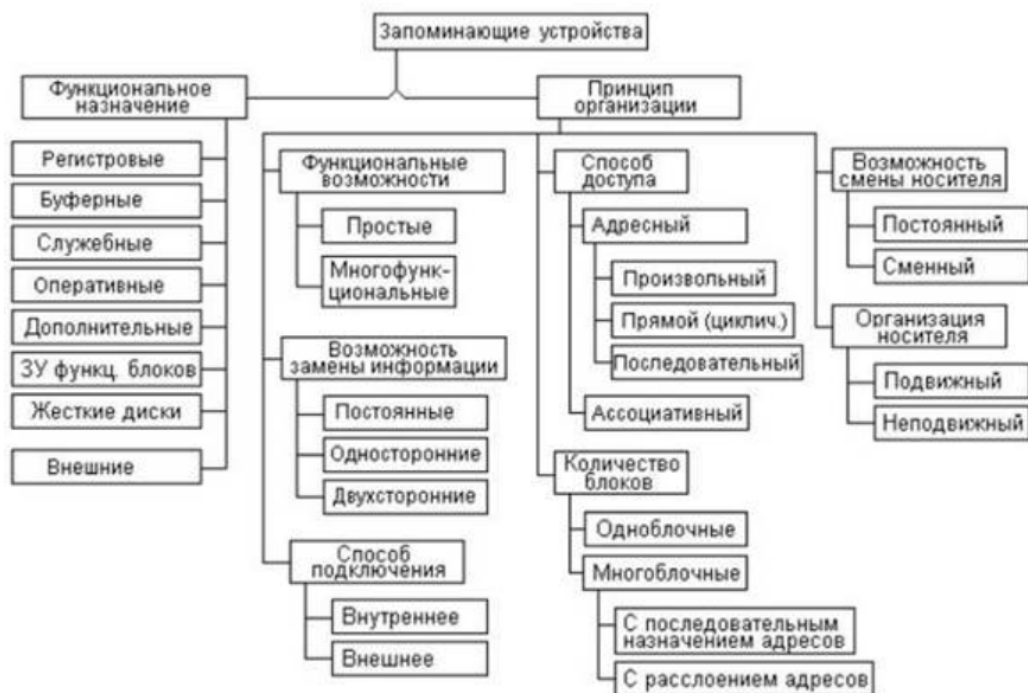 Запоминающие устройства
Функциональное
назначение
Регистровые
Буферные
Служебные
Оперативные
Дополнительные
ЗУ функц. блоков
Жесткие диски
Внешние
Принцип
организации
Функциональные
возможности
Простые
Многофунк-
циональные
Возможность
замены информации
Постоянные
Односторонние
Двухсторонние
Способ
подключения
Внутреннее
Внешнее
Способ
доступа
Адресный
Произвольный
Прямой (циклич.)
Последовательный
Ассоциативный
Количество
блоков
Одноблочные
Многоблочные
С последовательным
назначением адресов
С расслоением адресов
Возможность
смены носителя
Постоянный
Сменный
Организация
носителя
Подвижный
Неподвижный